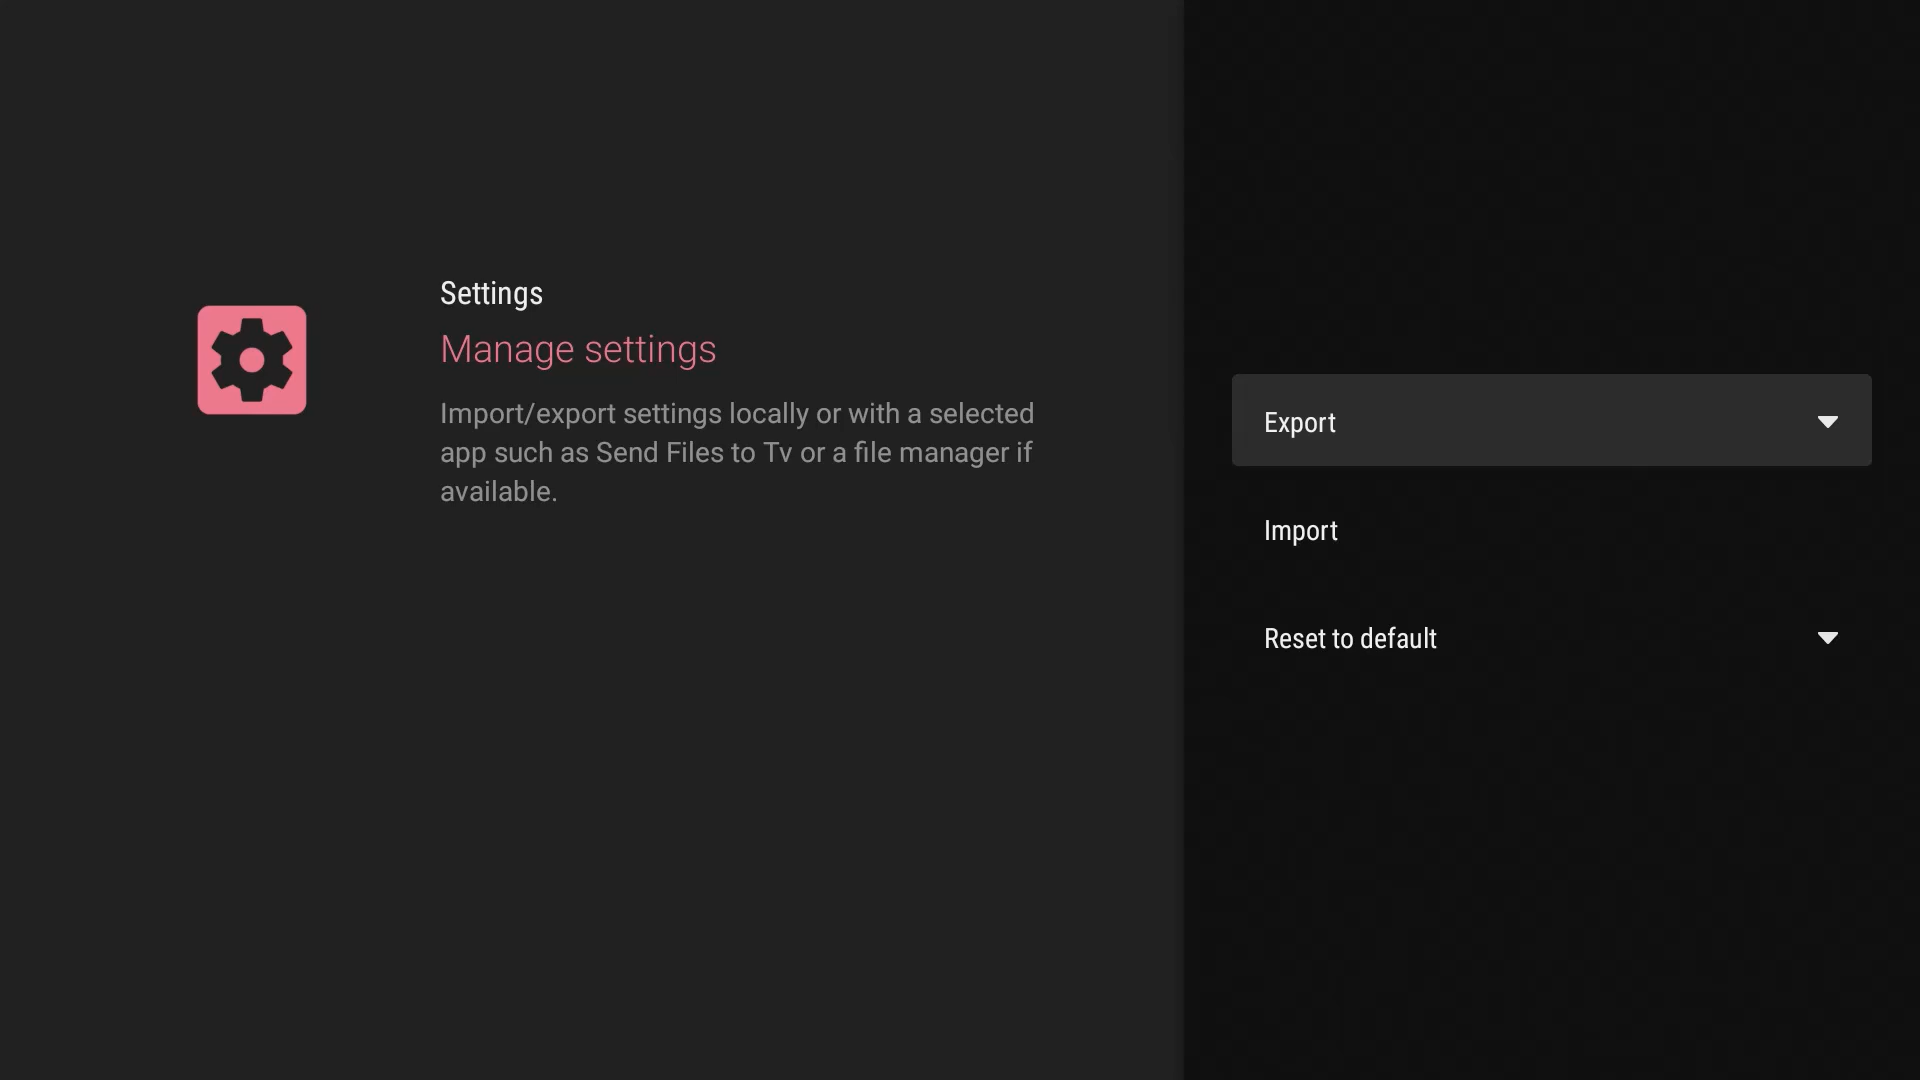 Settings
Manage settings
Import/export settings locally or with a selected
app such as Send Files to Tv or a file manager if
available.
Export
Import
Reset to default